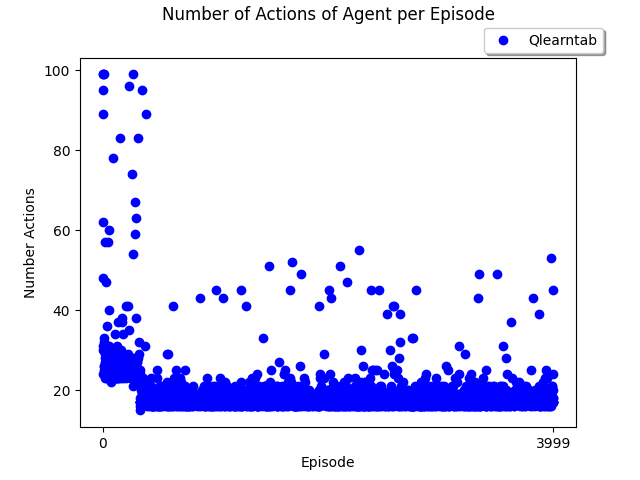 Number of Actions of Agent per Episode
Qlearntab
100
80
60
40
20
Number Actions
0
3999
Episode